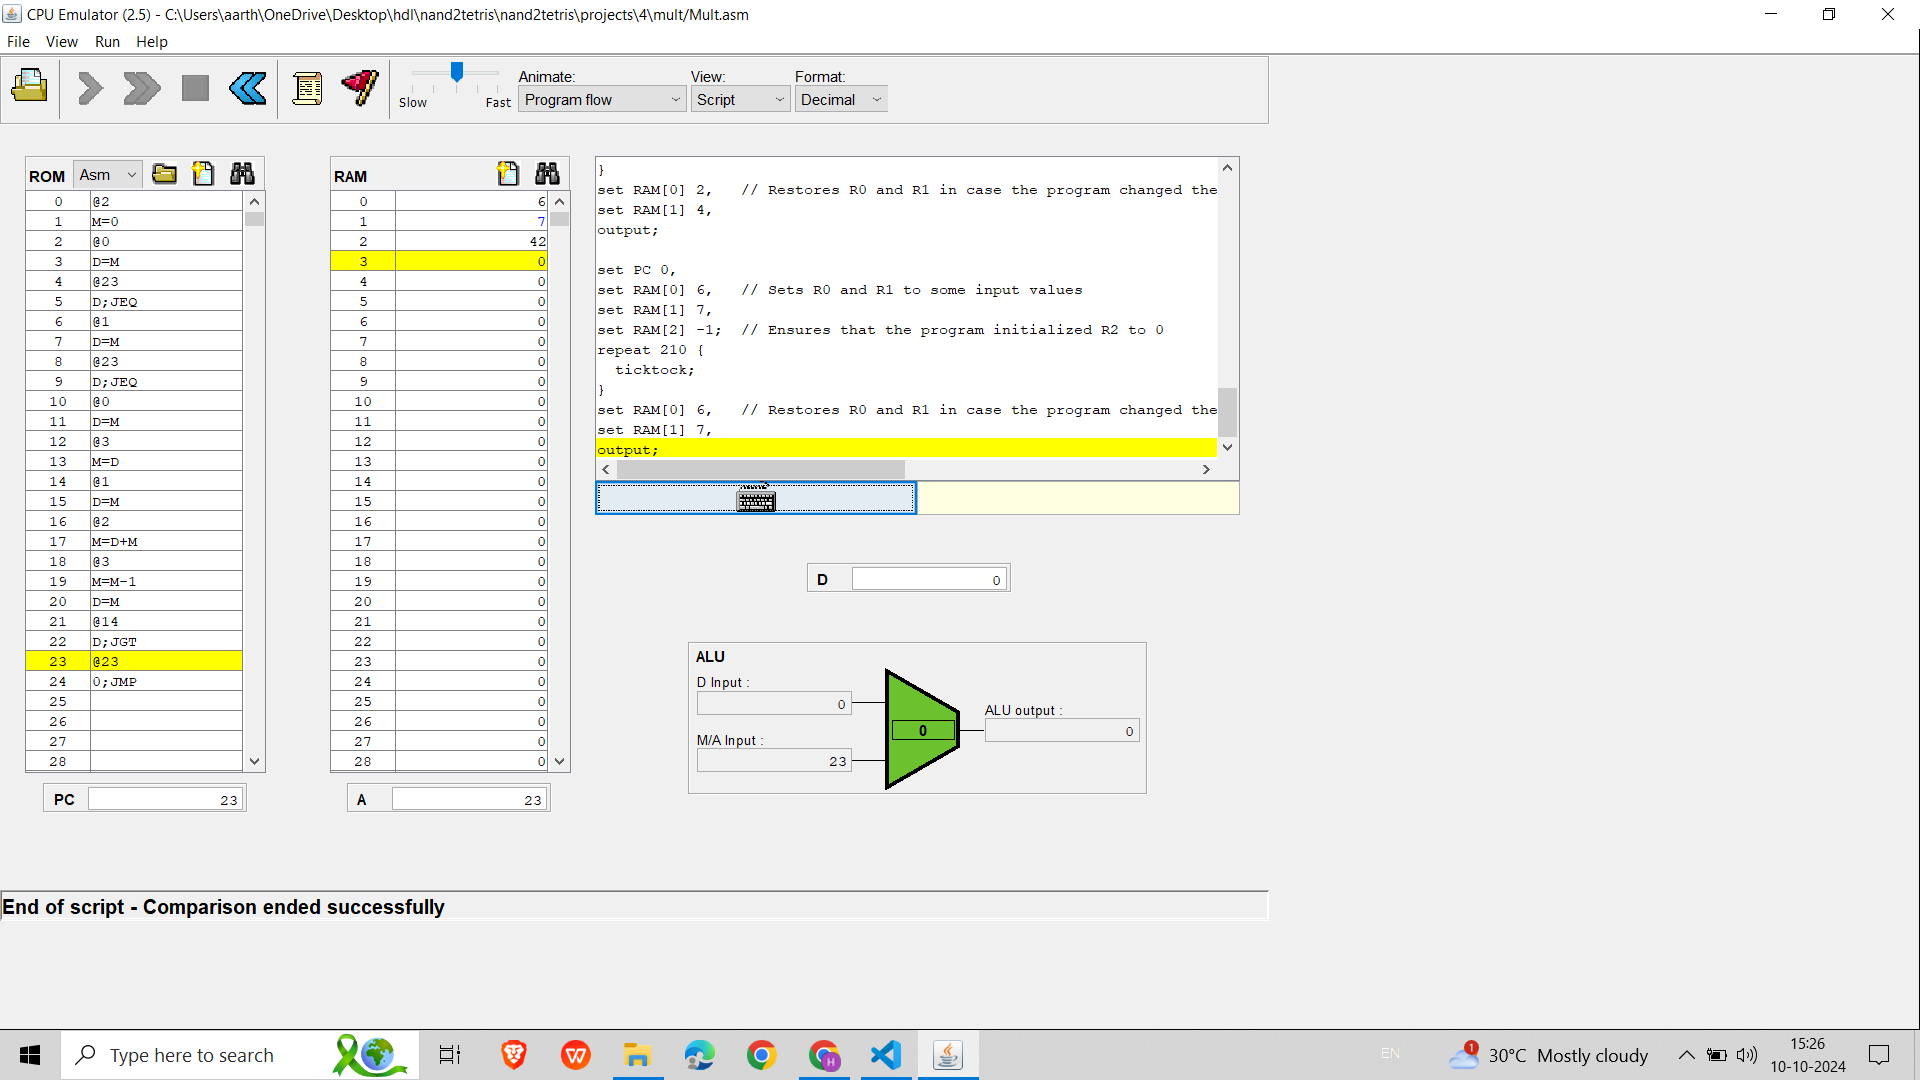 CPU Emulator (2.5) - C:\Users\aarth\OneDrive\Desktop\hdl\nand2tetris\nand2tetris\projects\4\mult/Mult.asm
File View Run Help
Slow Fast
Animate:
Program flow
View:
Script
Format:
Decimal
ROM Asm
0 @2
1 M=0
2 @0
3 D=M
4 @23
5 D;JEQ
6 @1
7 D=M
8 @23
9 D;JEQ
10 @0
11 D=M
12 @3
13 M=D
14 @1
15 D=M
16 @2
17 M=D+M
18 @3
19 M=M-1
20 D=M
21 @14
22 D;JGT
23 @23
24 0;JMP
25
26
27
28
PC 23
RAM
0 6
1 7
2 42
3 0
4 0
5 0
6 0
7 0
8 0
9 0
10 0
11 0
12 0
13 0
14 0
15 0
16 0
17 0
18 0
19 0
20 0
21 0
22 0
23 0
24 0
25 0
26 0
27 0
28 0
A 23
}
set RAM[0] 2, // Restores R0 and R1 in case the program changed the
set RAM[1] 4,
output;
set PC 0,
set RAM[0] 6, // Sets R0 and R1 to some input values
set RAM[1] 7,
set RAM[2] -1; // Ensures that the program initialized R2 to 0
repeat 210 {
ticktock;
}
set RAM[0] 6, // Restores R0 and R1 in case the program changed the
set RAM[1] 7,
output;
D 0
ALU
D Input :
0
M/A Input :
23
0
ALU output :
0
End of script - Comparison ended successfully
Type here to search
W
H
EN
1
30°C Mostly cloudy
15:26
10-10-2024